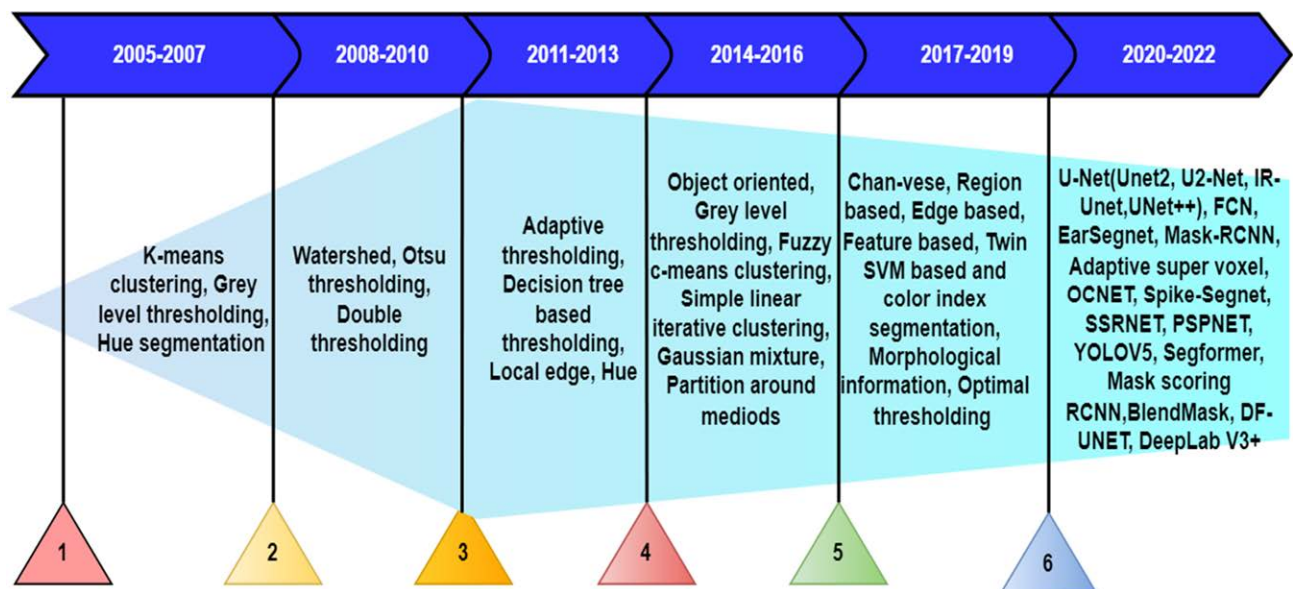 2005-2007
2008-2010
2011-2013
2014-2016
2017-2019
2020-2022
K-means
clustering, Grey
level thresholding,
Hue segmentation
Watershed, Otsu
thresholding,
Double
thresholding
Adaptive
thresholding,
Decision tree
based
thresholding,
Local edge, Hue
Object oriented,
Grey level
thresholding, Fuzzy
c-means clustering,
Simple linear
iterative clustering,
Gaussian mixture,
Partition around
mediods
Chan-vese, Region
based, Edge based,
Feature based, Twin
SVM based and
color index
segmentation,
Morphological
information, Optimal
thresholding
U-Net(Unet2, U2-Net, IR-
Unet,UNet++), FCN,
EarSegnet, Mask-RCNN,
Adaptive super voxel,
OCNET, Spike-Segnet,
SSRNET, PSPNET,
YOLOV5, Segformer,
Mask scoring
RCNN,BlendMask, DF-
UNET, DeepLab V3+
1
2
3
4
5
6